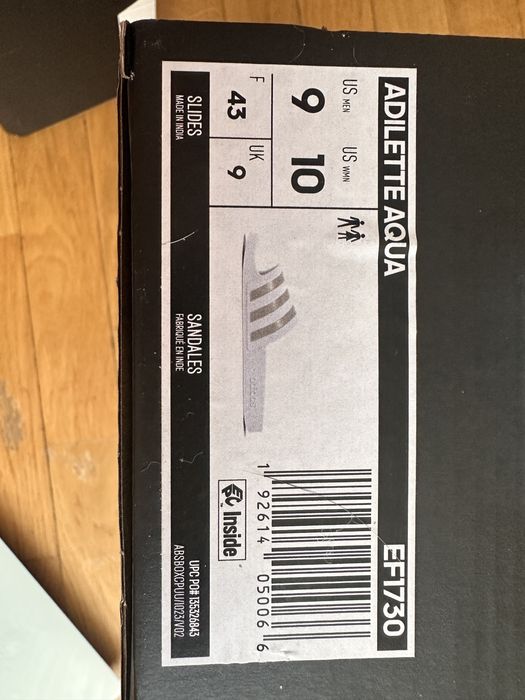 ADILETTE AQUA
EF1730
US MEN
9
US WMN
10
F
43
UK
9
1 92614 05006 6
Inside
SLIDES
MADE IN INDIA
SANDALES
FABRIQUÉ EN INDE
UPC PO# 135326843